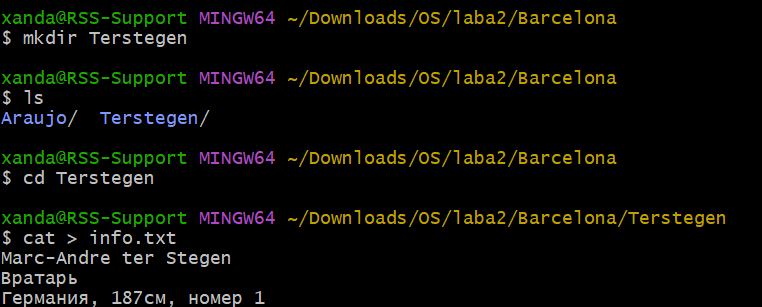 xanda@RSS-Support MINGW64 ~/Downloads/OS/laba2/Barcelona
$ mkdir Terstegen
xanda@RSS-Support MINGW64 ~/Downloads/OS/laba2/Barcelona
$ ls
Araujo/  Terstegen/
xanda@RSS-Support MINGW64 ~/Downloads/OS/laba2/Barcelona
$ cd Terstegen
xanda@RSS-Support MINGW64 ~/Downloads/OS/laba2/Barcelona/Terstegen
$ cat > info.txt
Marc-Andre ter Stegen
Вратарь
Германия, 187см, номер 1